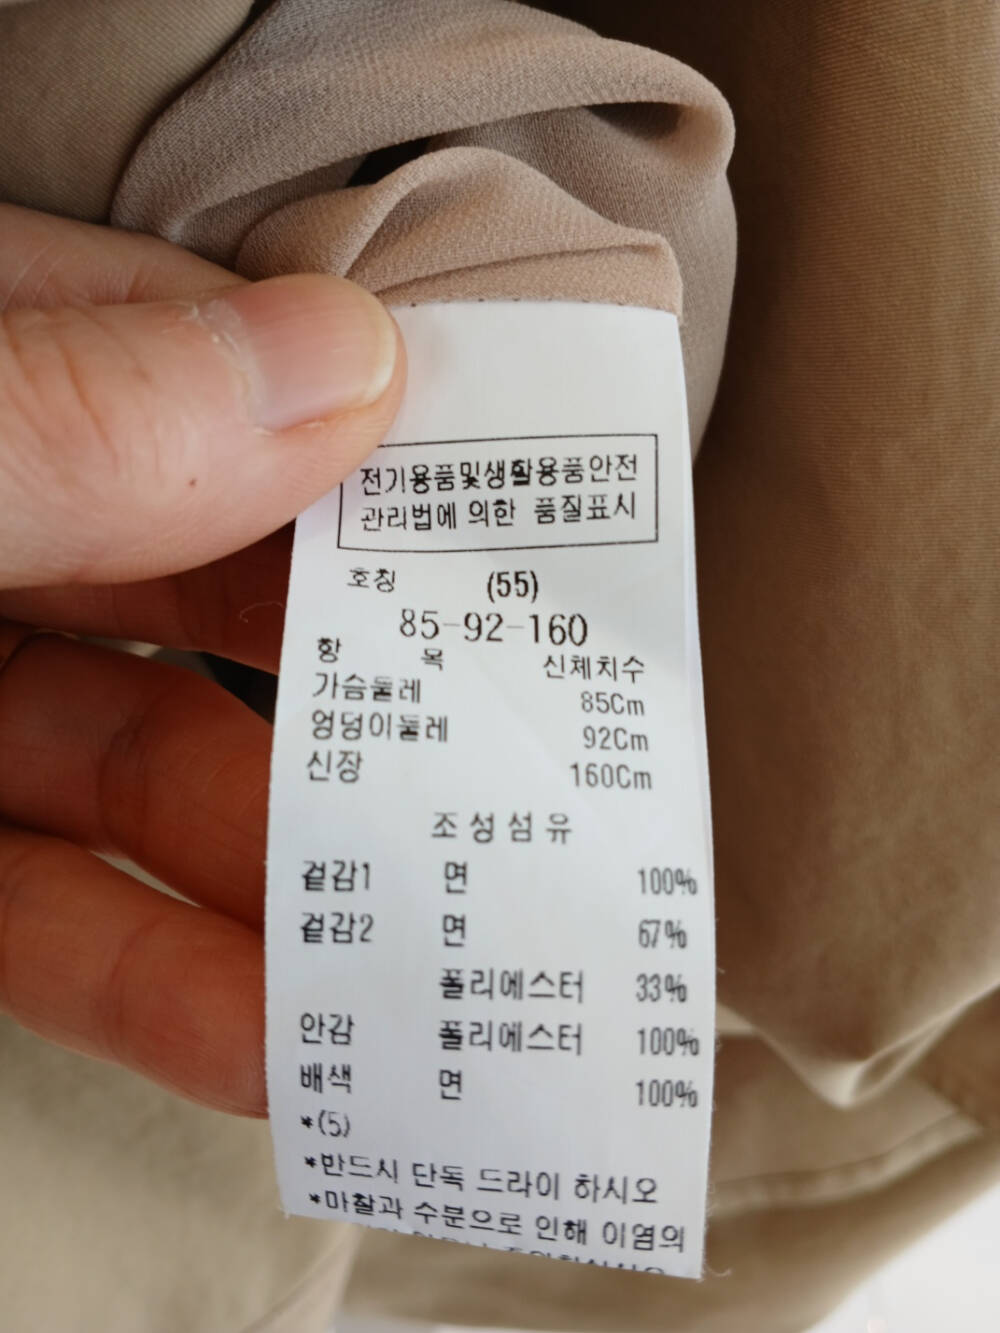 전기용품및생활용품안전
관리법에 의한 품질표시
호칭 (55)
85-92-160
항 목 신체치수
가슴둘레 85Cm
엉덩이둘레 92Cm
신장 160Cm
조성섬유
겉감1 면 100%
겉감2 면 67%
폴리에스터 33%
안감 폴리에스터 100%
배색 면 100%
*(5)
*반드시 단독 드라이 하시오
*마찰과 수분으로 인해 이염의